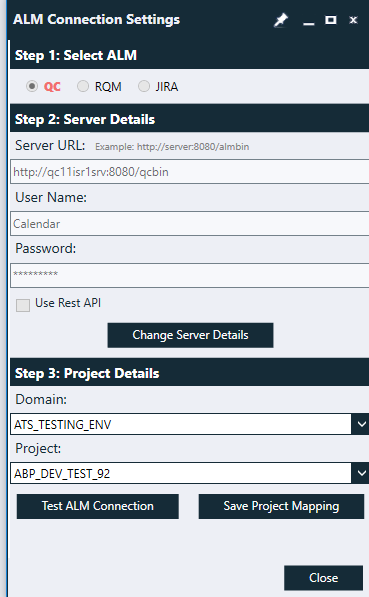 ALM Connection Settings
Step 1: Select ALM
QC RQM JIRA
Step 2: Server Details
Server URL: Example: http://server:8080/almbin
http://qc11isr1srv:8080/qcbin
User Name:
Calendar
Password:
*********
Use Rest API
Change Server Details
Step 3: Project Details
Domain:
ATS_TESTING_ENV
Project:
ABP_DEV_TEST_92
Test ALM Connection Save Project Mapping
Close